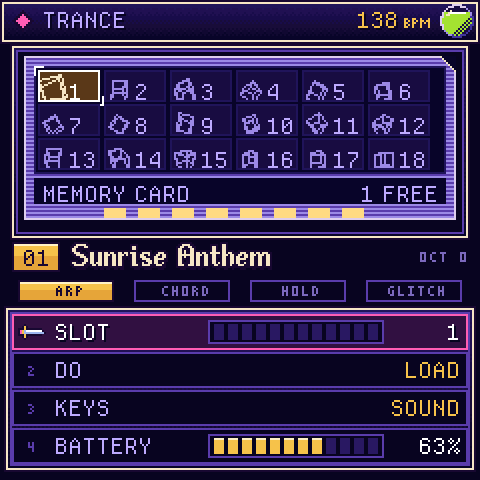 TRANCE 138 BPM
1 2 3 4 5 6
7 8 9 10 11 12
13 14 15 16 17 18
MEMORY CARD 1 FREE
01 Sunrise Anthem OCT 0
ARP CHORD HOLD GLITCH
SLOT 1
2 DO LOAD
3 KEYS SOUND
4 BATTERY 63%